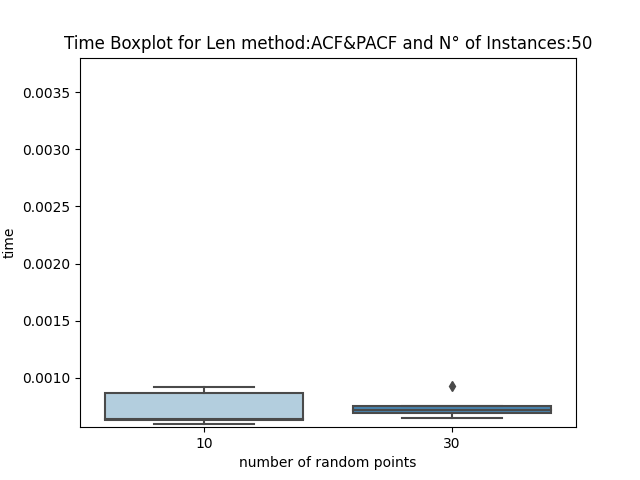 Time Boxplot for Len method:ACF&PACF and N° of Instances:50
0.0035
0.0030
0.0025
0.0020
0.0015
0.0010
time
10 30
number of random points